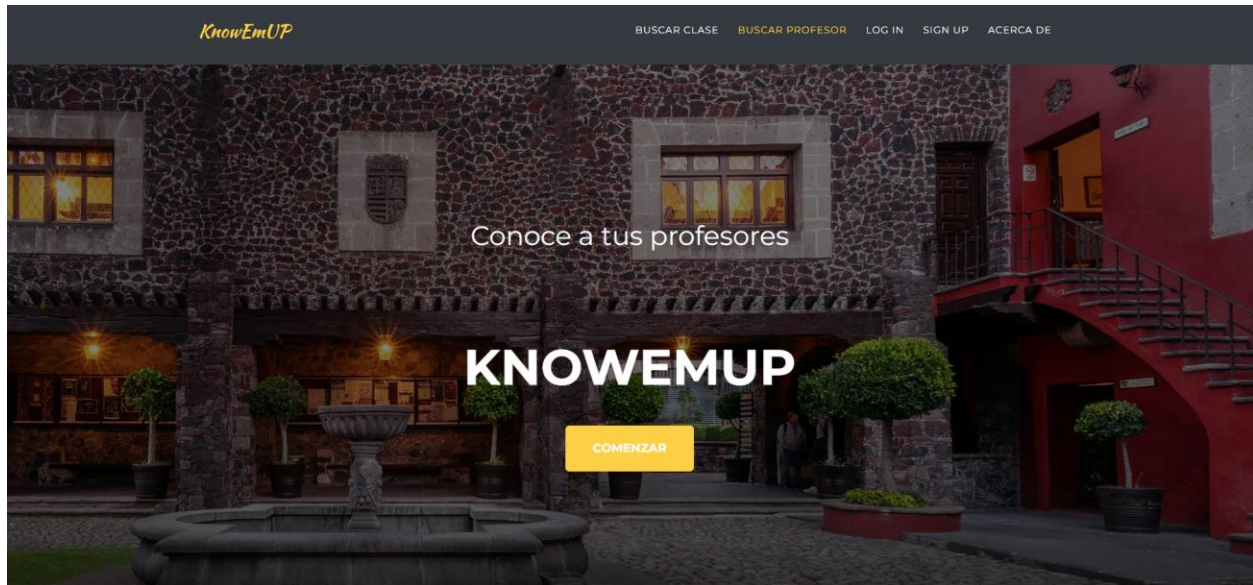 KnowEmUP
BUSCAR CLASE BUSCAR PROFESOR LOG IN SIGN UP ACERCA DE
Conoce a tus profesores
KNOWEMUP
COMENZAR